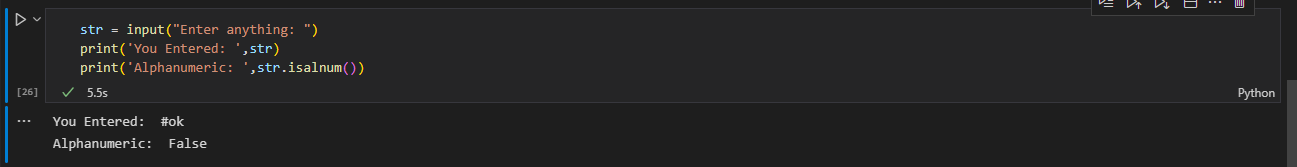 str = input("Enter anything: ")
print('You Entered: ',str)
print('Alphanumeric: ',str.isalnum())
[26]
5.5s
Python
You Entered:  #ok
Alphanumeric:  False